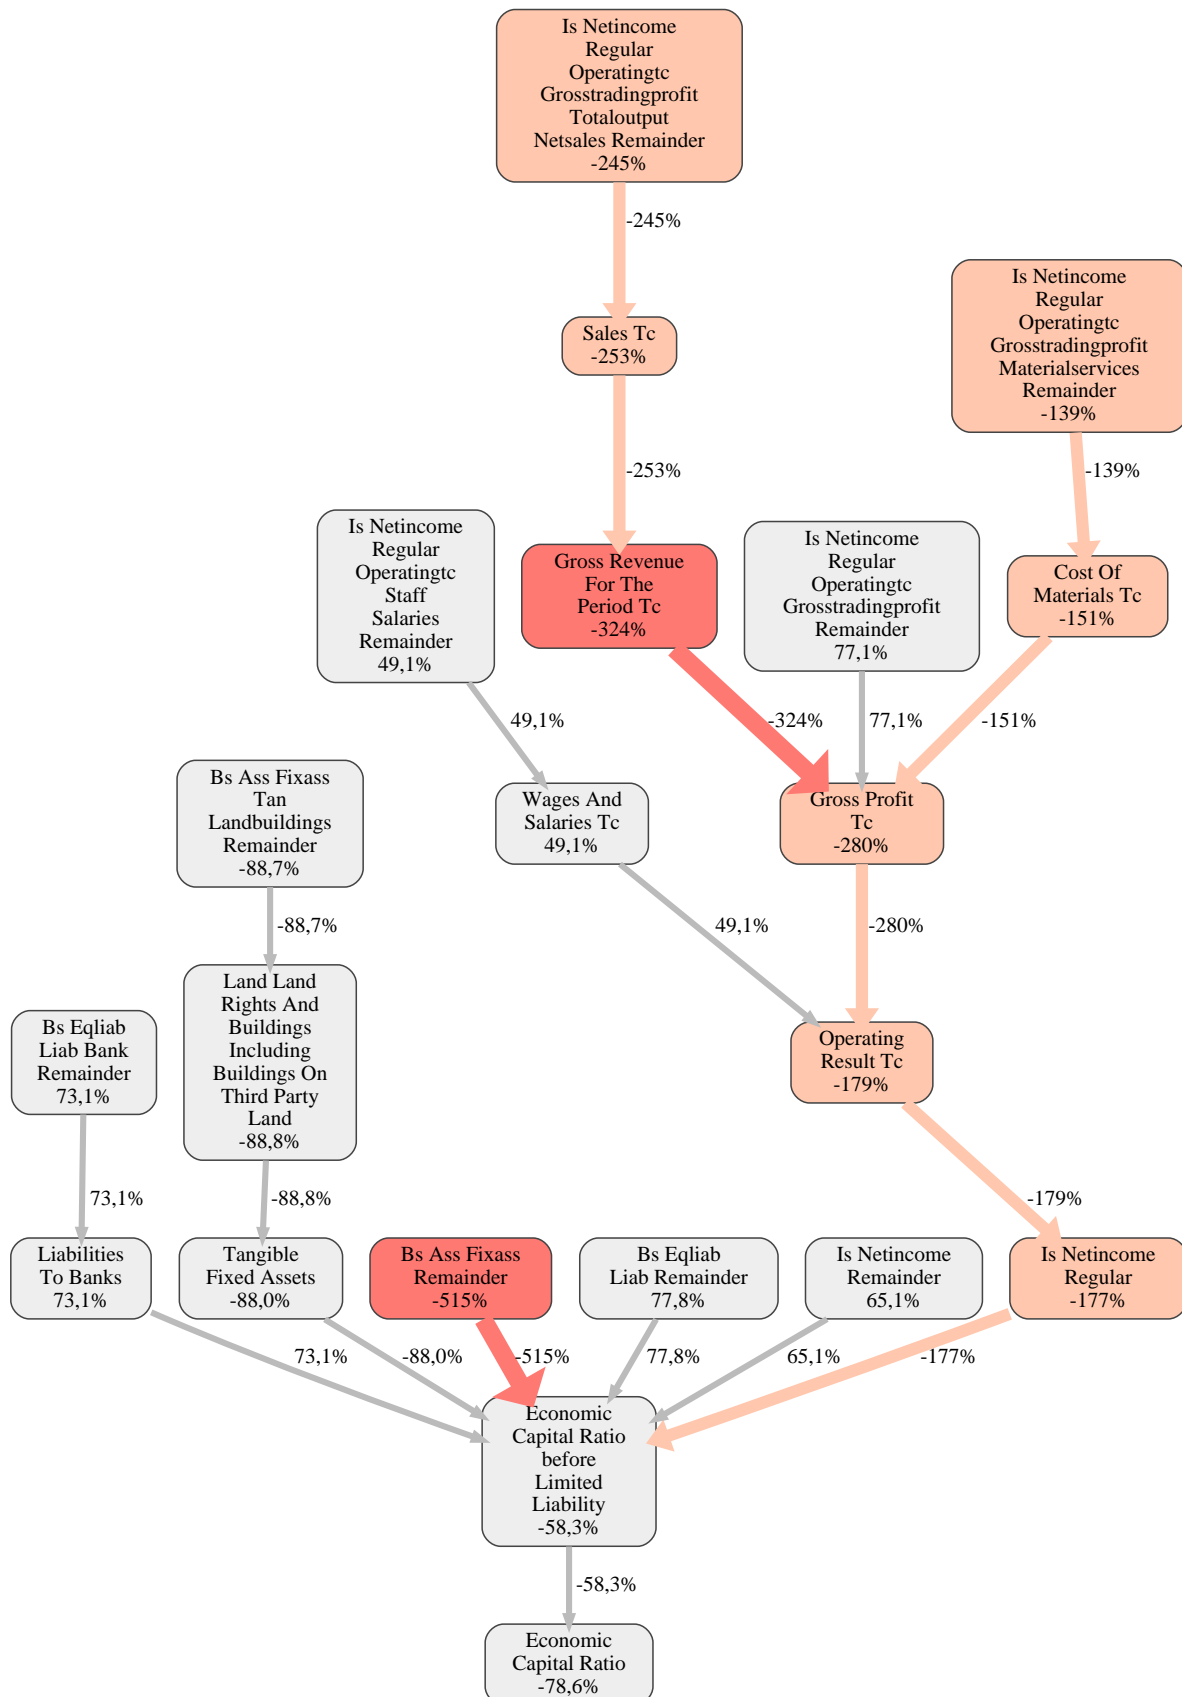 Is Netincome
Regular
Operatingtc
Grosstradingprofit
Totaloutput
Netsales Remainder
-245%
-245%
Is Netincome
Regular
Operatingtc
Grosstradingprofit
Materialservices
Remainder
-139%
Sales Tc
-253%
-253%
-139%
Is Netincome
Regular
Operatingtc
Staff
Salaries
Remainder
49,1%
Gross Revenue
For The
Period Tc
-324%
Is Netincome
Regular
Operatingtc
Grosstradingprofit
Remainder
77,1%
Cost Of
Materials Tc
-151%
49,1%
-324%
77,1%
-151%
Bs Ass Fixass
Tan
Landbuildings
Remainder
-88,7%
Wages And
Salaries Tc
49,1%
Gross Profit
Tc
-280%
-88,7%
49,1%
-280%
Bs Eqliab
Liab Bank
Remainder
73,1%
Land Land
Rights And
Buildings
Including
Buildings On
Third Party
Land
-88,8%
Operating
Result Tc
-179%
73,1%
-88,8%
-179%
Liabilities
To Banks
73,1%
Tangible
Fixed Assets
-88,0%
Bs Ass Fixass
Remainder
-515%
Bs Eqliab
Liab Remainder
77,8%
Is Netincome
Remainder
65,1%
Is Netincome
Regular
-177%
73,1%
-88,0%
-515%
77,8%
65,1%
-177%
Economic
Capital Ratio
before
Limited
Liability
-58,3%
-58,3%
Economic
Capital Ratio
-78,6%